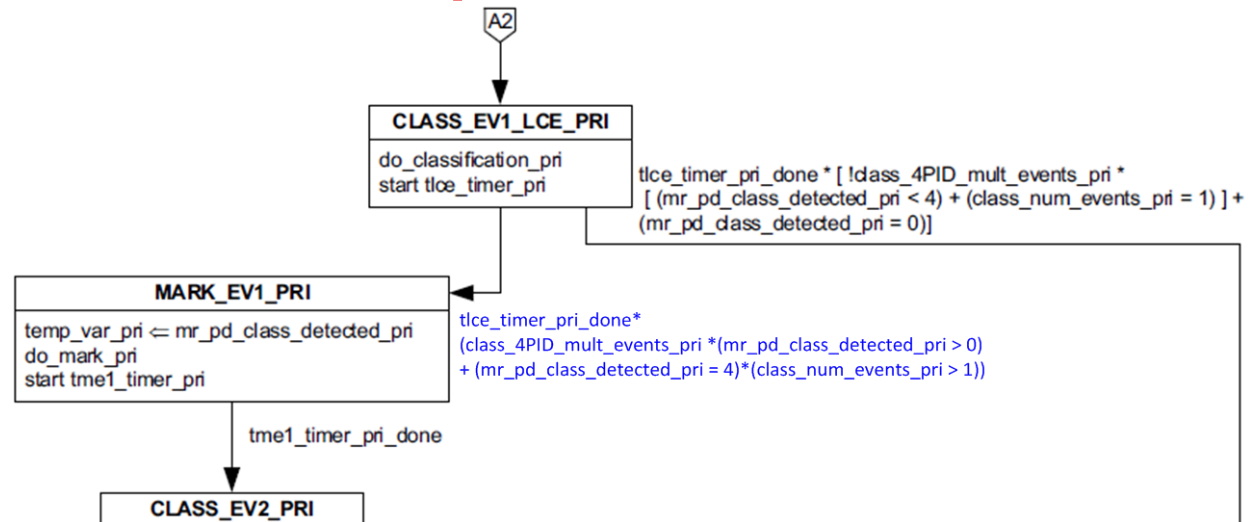 A2
CLASS_EV1_LCE_PRI
do_classification_pri
start tlce_timer_pri
tlce_timer_pri_done * [ !class_4PID_mult_events_pri *
[ (mr_pd_class_detected_pri < 4) + (class_num_events_pri = 1) ] +
(mr_pd_class_detected_pri = 0)]
MARK_EV1_PRI
temp_var_pri ⇐ mr_pd_class_detected_pri
do_mark_pri
start tme1_timer_pri
tlce_timer_pri_done*
(class_4PID_mult_events_pri *(mr_pd_class_detected_pri > 0)
+ (mr_pd_class_detected_pri = 4)*(class_num_events_pri > 1))
tme1_timer_pri_done
CLASS_EV2_PRI